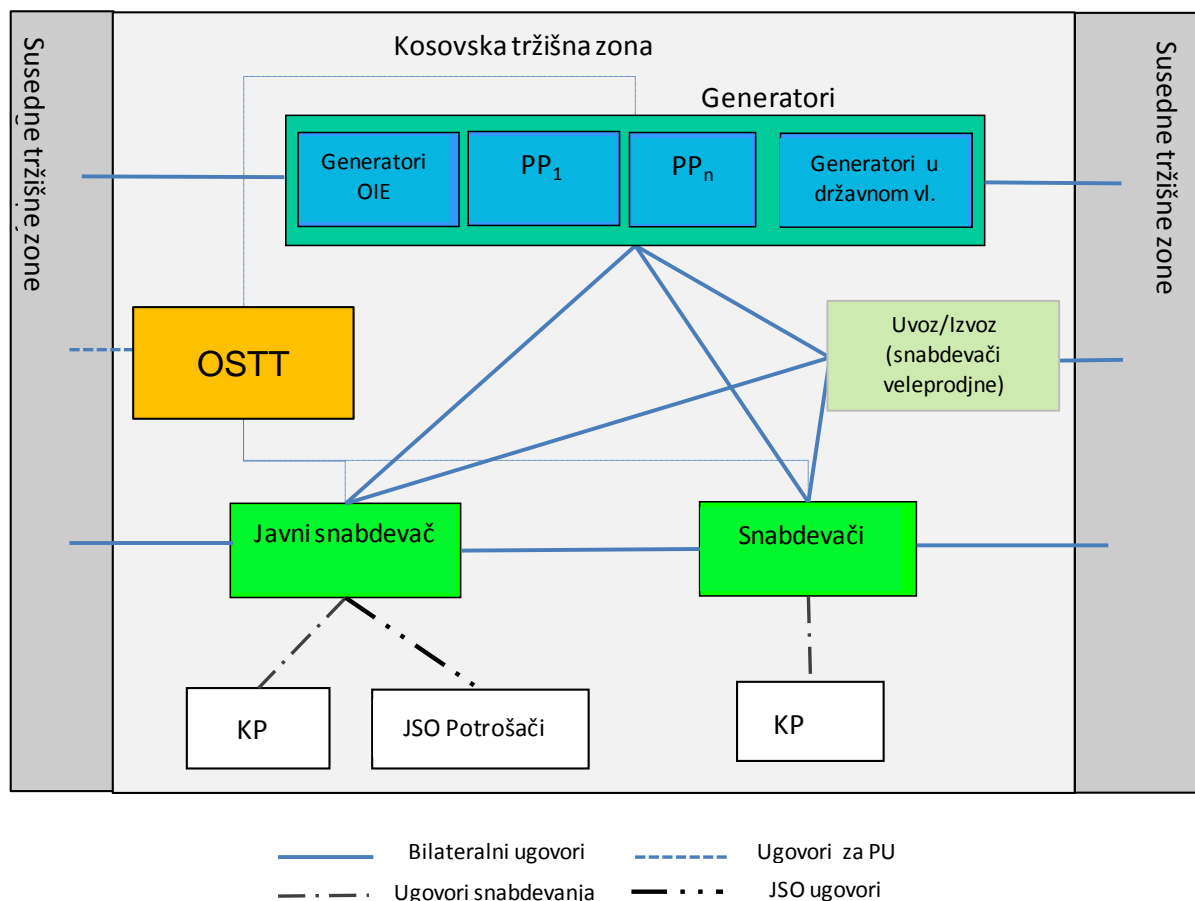 Susedne tržišne zone
Kosovska tržišna zona
Susedne tržišne zone
Generatori
Generatori
OIE
PP1
PPn
Generatori u
državnom vl.
OSTT
Uvoz/Izvoz
(snabdevači
veleprodjne)
Javni snabdevač
Snabdevači
KP
JSO Potrošači
KP
Bilateralni ugovori
Ugovori za PU
Ugovori snabdevanja
JSO ugovori